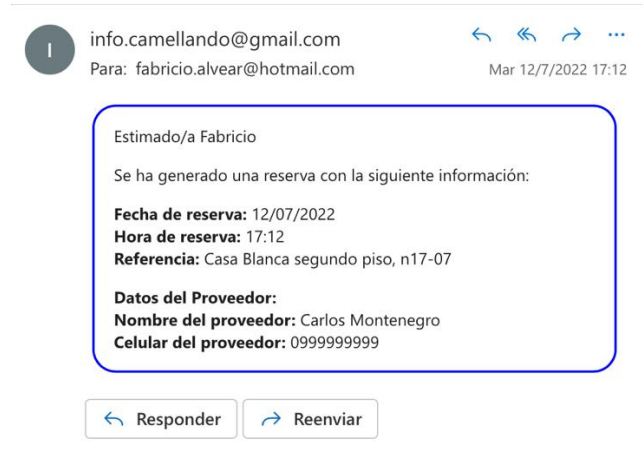 I
info.camellando@gmail.com
Para: fabricio.alvear@hotmail.com
Mar 12/7/2022 17:12
Estimado/a Fabricio
Se ha generado una reserva con la siguiente información:
Fecha de reserva: 12/07/2022
Hora de reserva: 17:12
Referencia: Casa Blanca segundo piso, n17-07
Datos del Proveedor:
Nombre del proveedor: Carlos Montenegro
Celular del proveedor: 0999999999
Responder
Reenviar